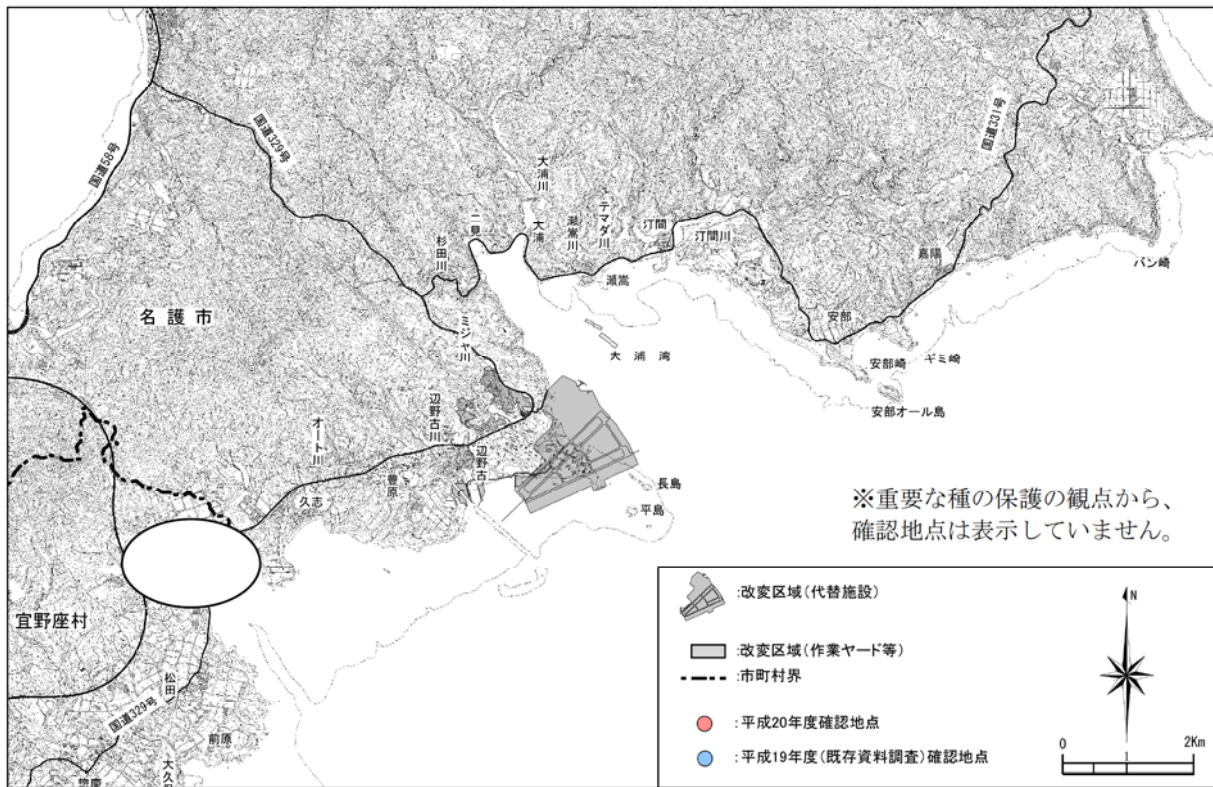 国道58号
国道329号
国道331号
大浦川
大浦
二見
杉田川
瀬嵩川
テマダ川
汀間
汀間川
瀬嵩
嘉陽
バン崎
名護市
ミジャ川
大浦湾
安部
安部崎
ギミ崎
安部オール島
辺野古川
辺野古
オート川
久志
豊原
長島
平島
※重要な種の保護の観点から、
確認地点は表示していません。
宜野座村
松田
国道329号
前原
惣慶
:改変区域(代替施設)
:改変区域(作業ヤード等)
:市町村界
:平成20年度確認地点
:平成19年度(既存資料調査)確認地点
N
0 1 2Km